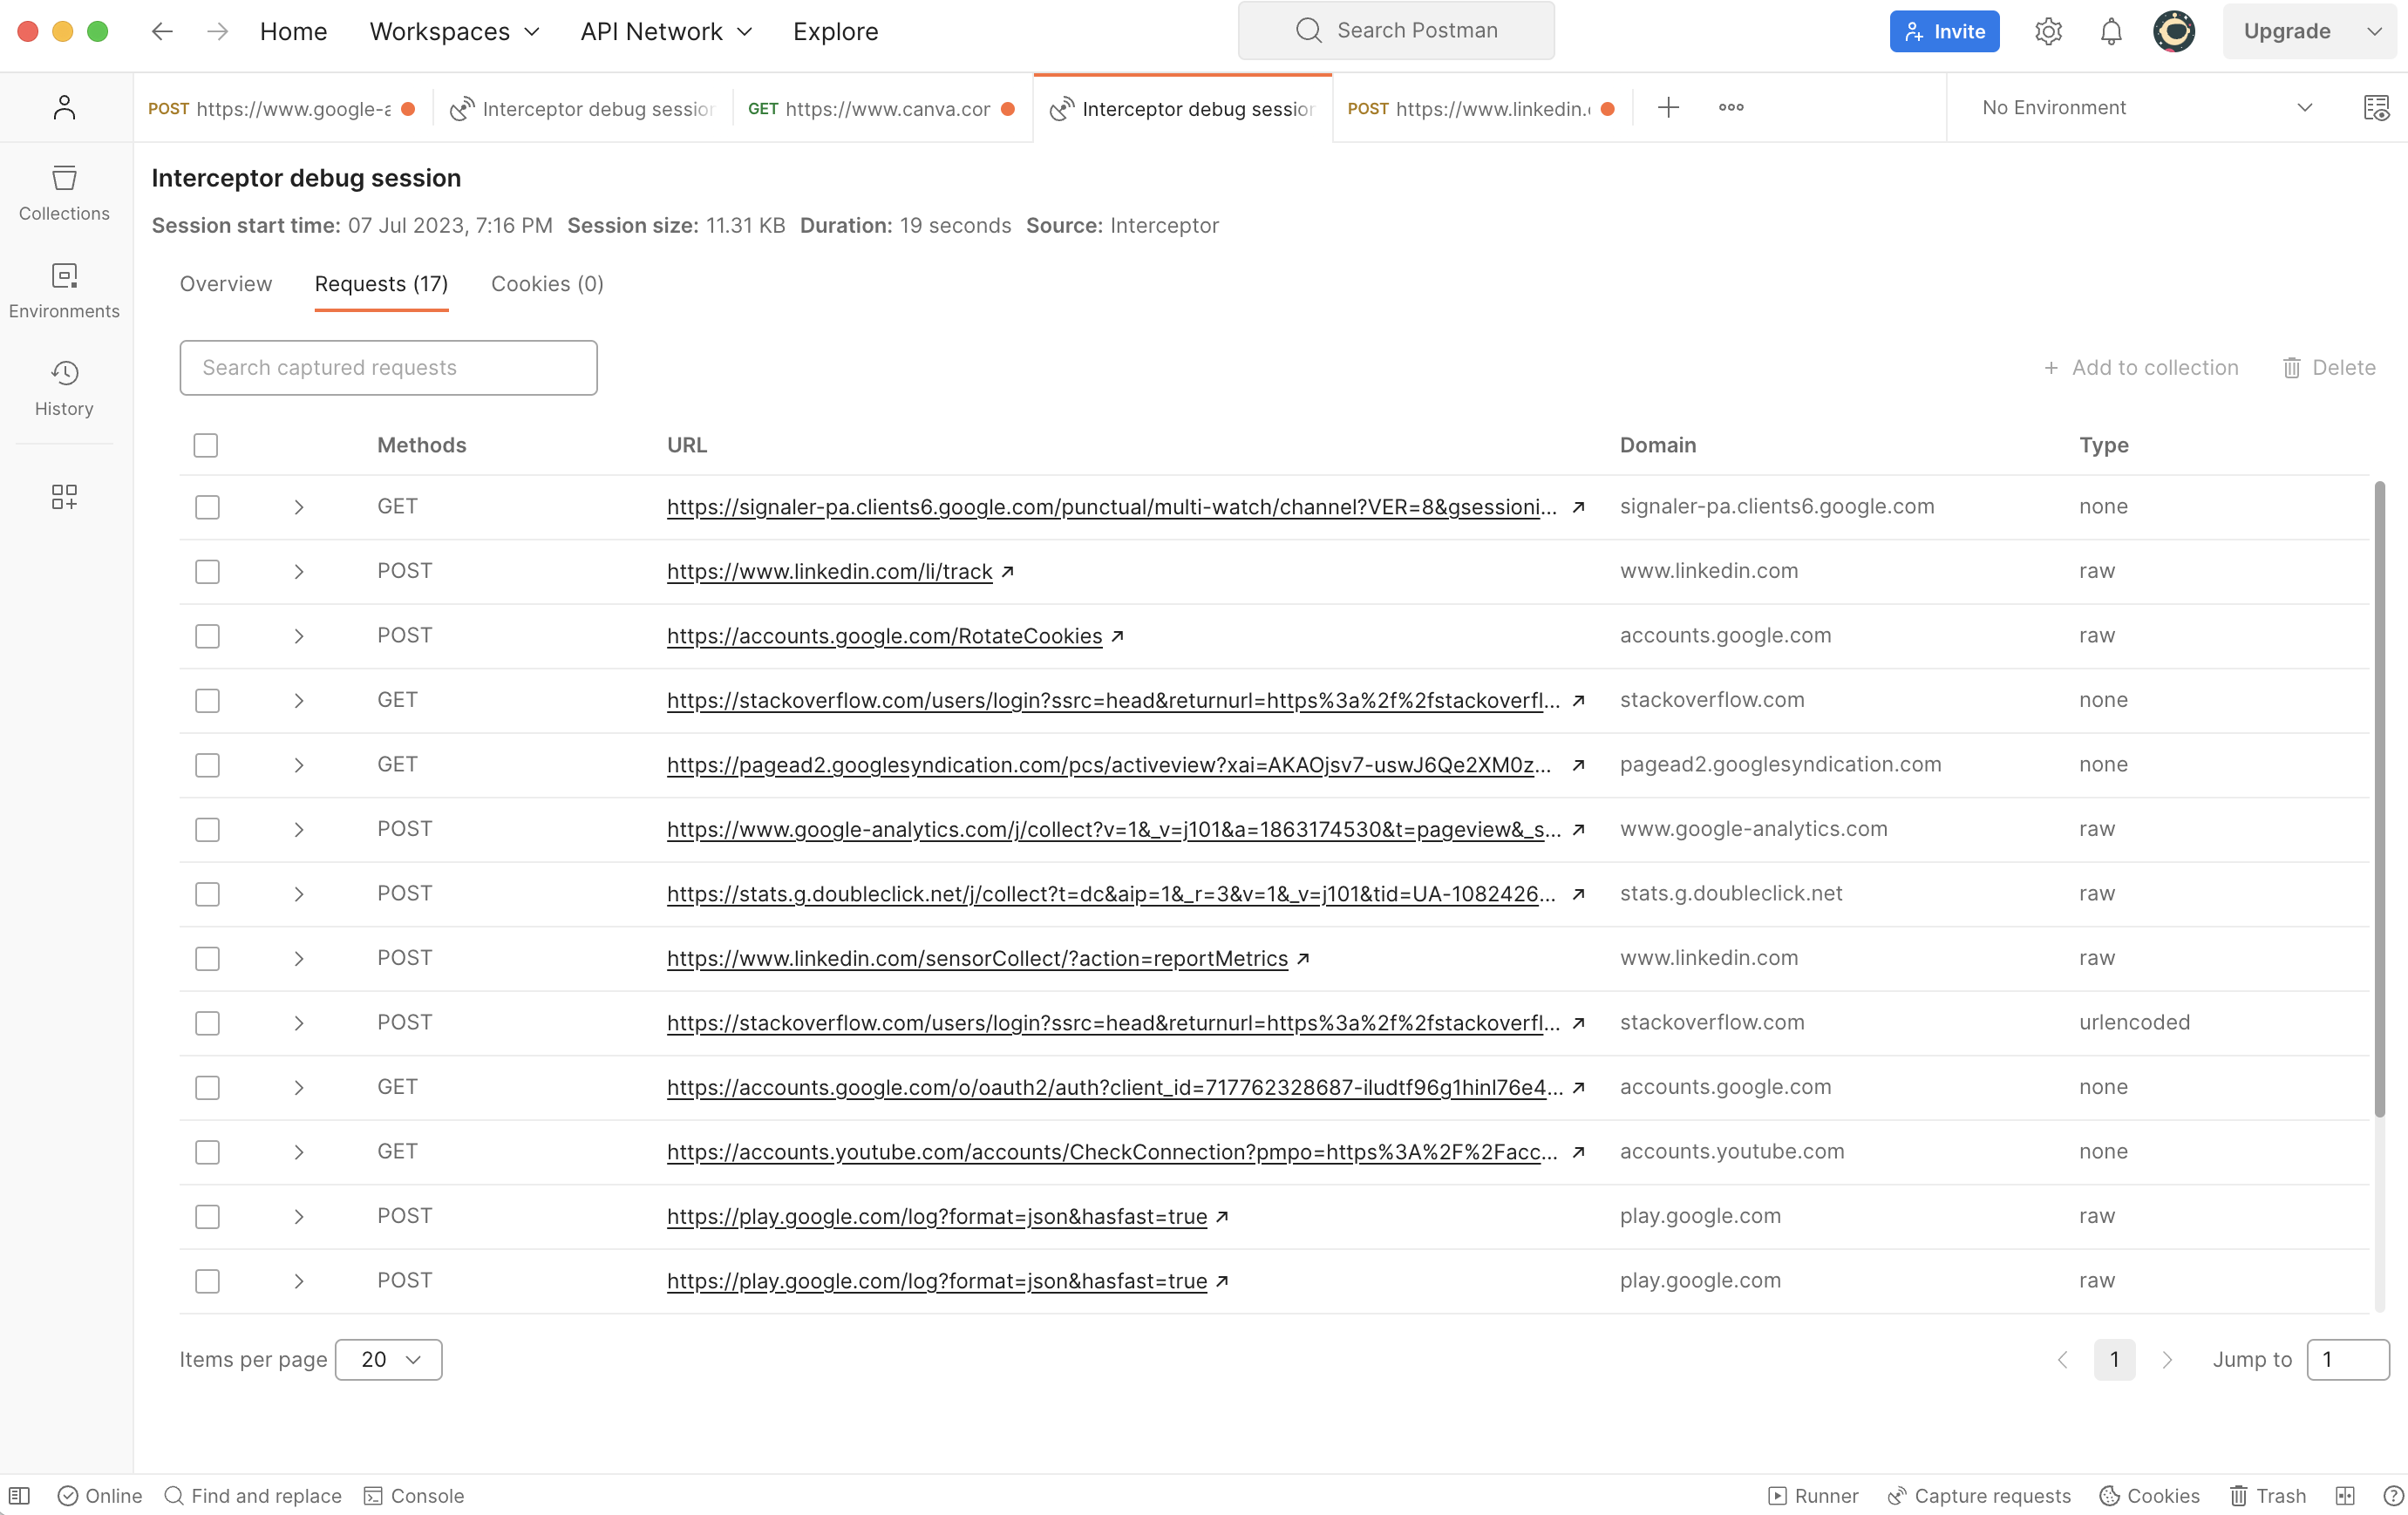 Home Workspaces API Network Explore Search Postman Invite Upgrade
POST https://www.google-a Interceptor debug session GET https://www.canva.cor Interceptor debug session POST https://www.linkedin. No Environment
Interceptor debug session
Session start time: 07 Jul 2023, 7:16 PM Session size: 11.31 KB Duration: 19 seconds Source: Interceptor
Collections
Environments
History
Overview Requests (17) Cookies (0)
Search captured requests + Add to collection Delete
Methods URL Domain Type
GET https://signaler-pa.clients6.google.com/punctual/multi-watch/channel?VER=8&gsessioni... signaler-pa.clients6.google.com none
POST https://www.linkedin.com/li/track www.linkedin.com raw
POST https://accounts.google.com/RotateCookies accounts.google.com raw
GET https://stackoverflow.com/users/login?ssrc=head&returnurl=https%3a%2f%2fstackoverfl... stackoverflow.com none
GET https://pagead2.googlesyndication.com/pcs/activeview?xai=AKAOjsv7-uswJ6Qe2XM0z... pagead2.googlesyndication.com none
POST https://www.google-analytics.com/j/collect?v=1&_v=j101&a=1863174530&t=pageview&_s... www.google-analytics.com raw
POST https://stats.g.doubleclick.net/j/collect?t=dc&aip=1&_r=3&v=1&_v=j101&tid=UA-1082426... stats.g.doubleclick.net raw
POST https://www.linkedin.com/sensorCollect/?action=reportMetrics www.linkedin.com raw
POST https://stackoverflow.com/users/login?ssrc=head&returnurl=https%3a%2f%2fstackoverfl... stackoverflow.com urlencoded
GET https://accounts.google.com/o/oauth2/auth?client_id=717762328687-iludtf96g1hinl76e4... accounts.google.com none
GET https://accounts.youtube.com/accounts/CheckConnection?pmpo=https%3A%2F%2Facc... accounts.youtube.com none
POST https://play.google.com/log?format=json&hasfast=true play.google.com raw
POST https://play.google.com/log?format=json&hasfast=true play.google.com raw
Items per page 20 1 Jump to 1
Online Find and replace Console Runner Capture requests Cookies Trash